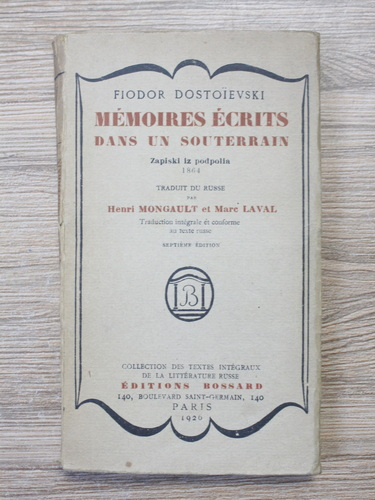 FIODOR DOSTOÏEVSKI
MÉMOIRES ÉCRITS
DANS UN SOUTERRAIN
Zapiski iz podpolia
1864
TRADUIT DU RUSSE
PAR
Henri MONGAULT et Marc LAVAL
Traduction intégrale et conforme
au texte russe
SEPTIÈME ÉDITION
B
COLLECTION DES TEXTES INTÉGRAUX
DE LA LITTÉRATURE RUSSE
ÉDITIONS BOSSARD
140, BOULEVARD SAINT-GERMAIN, 140
PARIS
1926